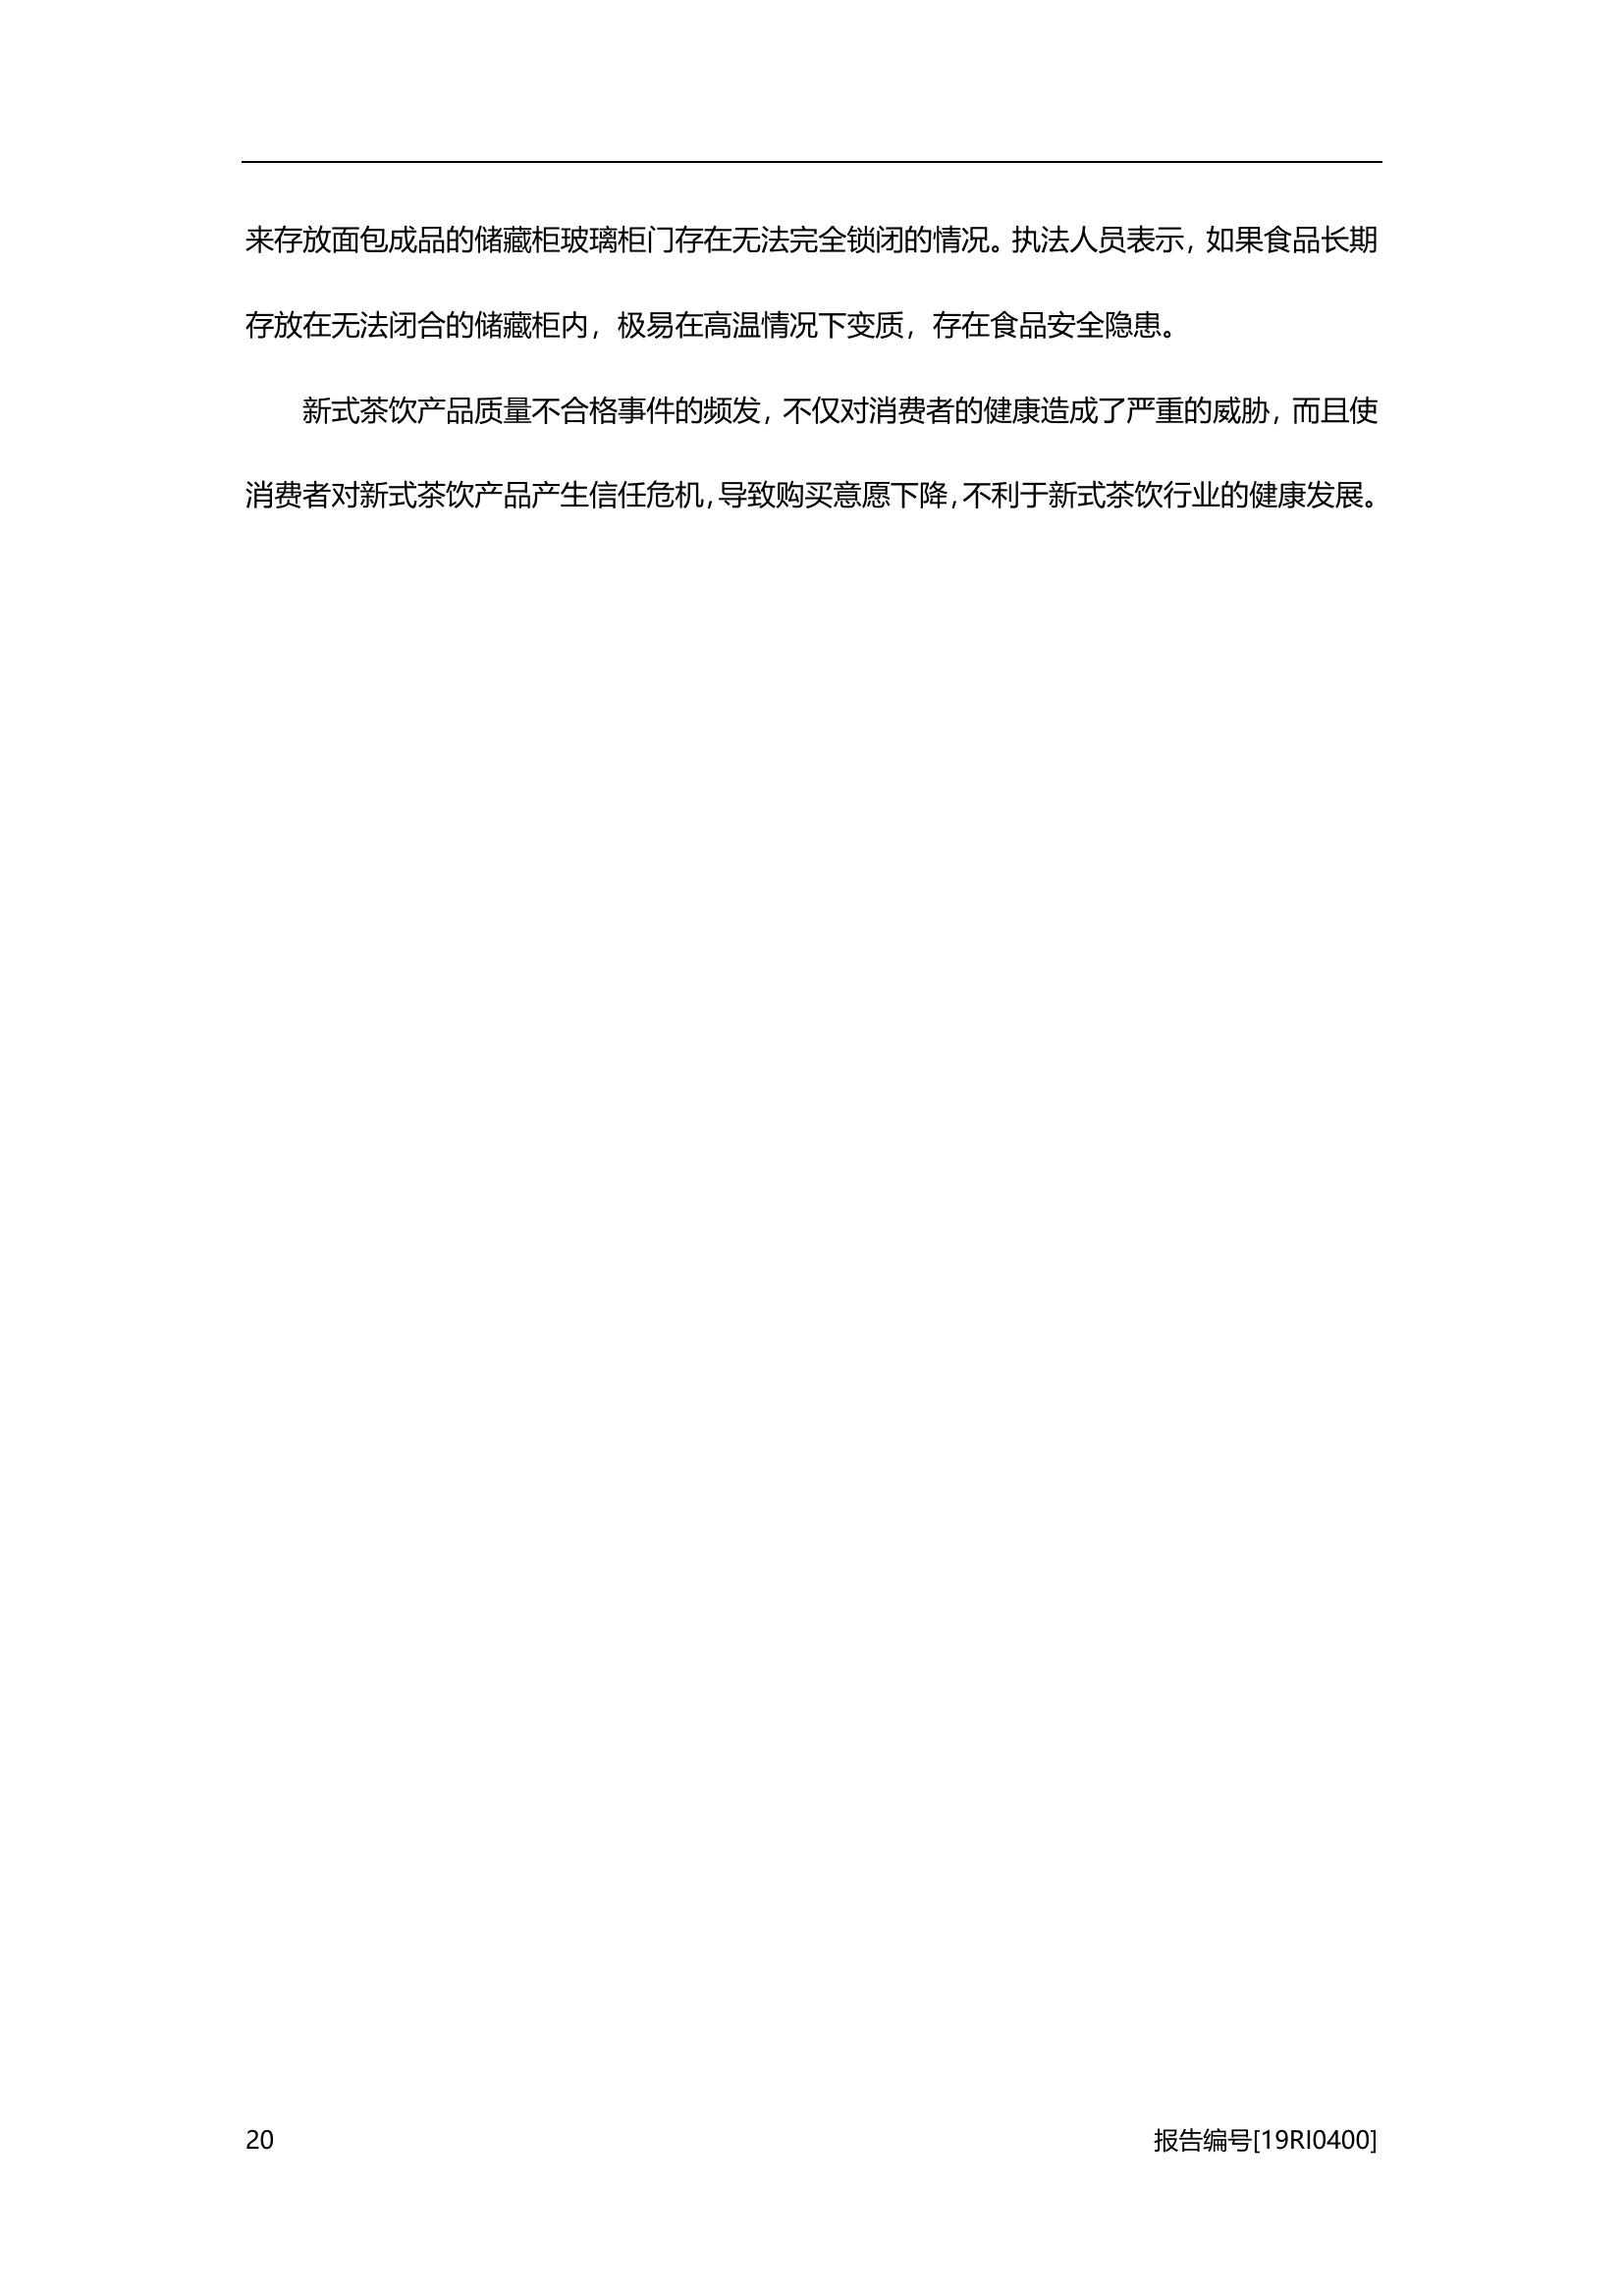 来存放面包成品的储藏柜玻璃柜门存在无法完全锁闭的情况。执法人员表示，如果食品长期
存放在无法闭合的储藏柜内，极易在高温情况下变质，存在食品安全隐患。
新式茶饮产品质量不合格事件的频发，不仅对消费者的健康造成了严重的威胁，而且使
消费者对新式茶饮产品产生信任危机，导致购买意愿下降，不利于新式茶饮行业的健康发展。
20 报告编号[19RI0400]